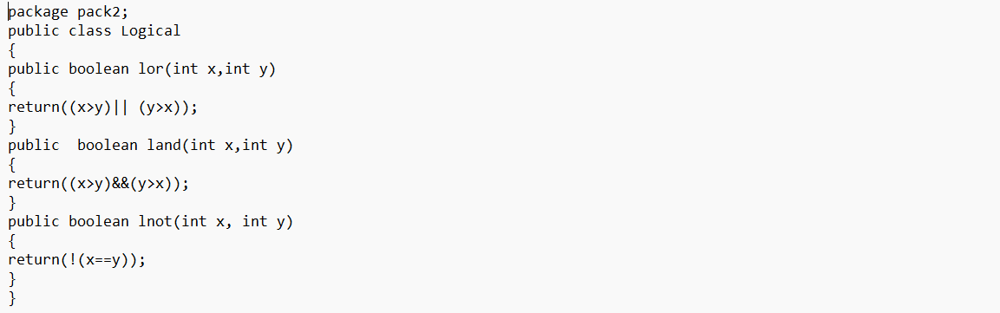 package pack2;
public class Logical
{
public boolean lor(int x,int y)
{
return((x>y)|| (y>x));
}
public  boolean land(int x,int y)
{
return((x>y)&&(y>x));
}
public boolean lnot(int x, int y)
{
return(!(x==y));
}
}